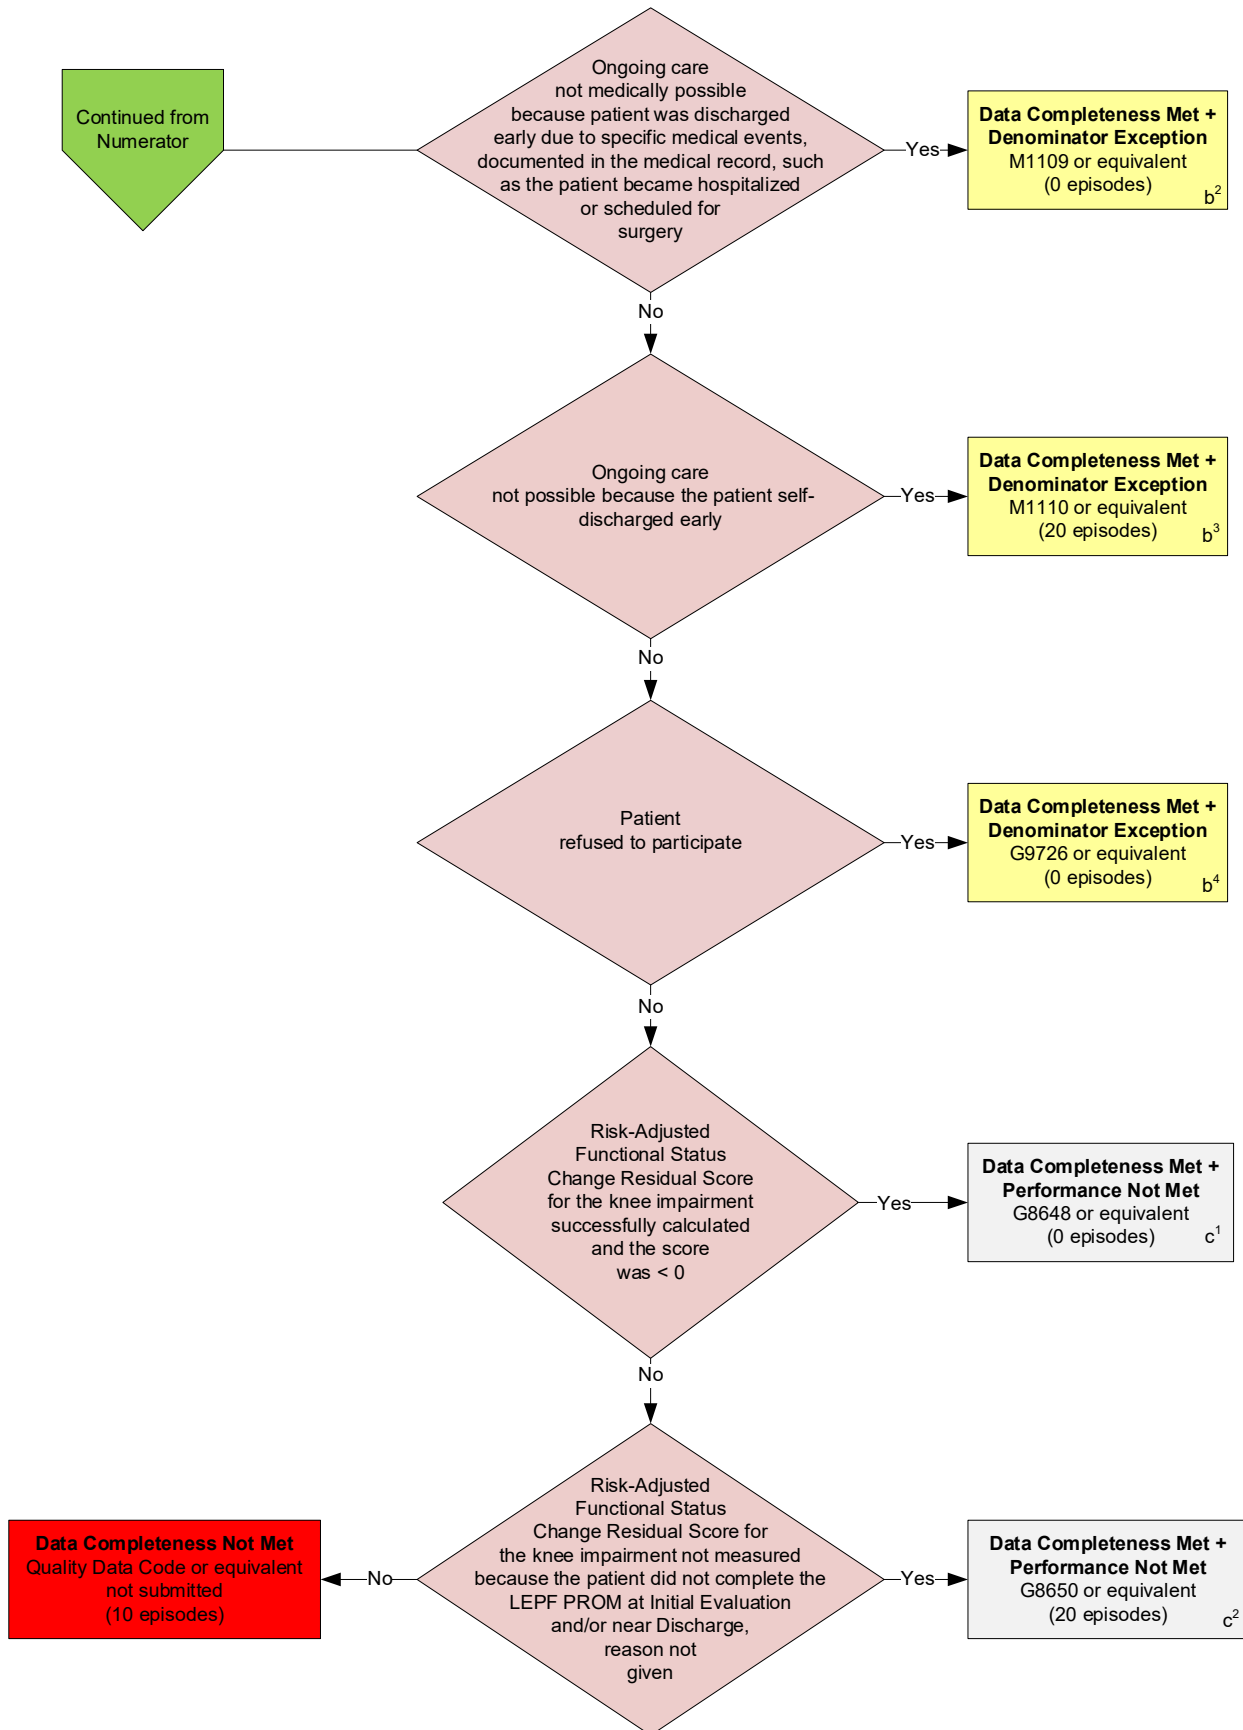 Continued from
Numerator
Ongoing care
not medically possible
because patient was discharged
early due to specific medical events,
documented in the medical record, such
as the patient became hospitalized
or scheduled for
surgery
Yes
Data Completeness Met +
Denominator Exception
M1109 or equivalent
(0 episodes)
b²
No
Ongoing care
not possible because the patient self-
discharged early
Yes
Data Completeness Met +
Denominator Exception
M1110 or equivalent
(20 episodes)
b³
No
Patient
refused to participate
Yes
Data Completeness Met +
Denominator Exception
G9726 or equivalent
(0 episodes)
b⁴
No
Risk-Adjusted
Functional Status
Change Residual Score
for the knee impairment
successfully calculated
and the score
was < 0
Yes
Data Completeness Met +
Performance Not Met
G8648 or equivalent
(0 episodes)
c¹
No
Risk-Adjusted
Functional Status
Change Residual Score for
the knee impairment not measured
because the patient did not complete the
LEPF PROM at Initial Evaluation
and/or near Discharge,
reason not
given
No
Data Completeness Not Met
Quality Data Code or equivalent
not submitted
(10 episodes)
Yes
Data Completeness Met +
Performance Not Met
G8650 or equivalent
(20 episodes)
c²